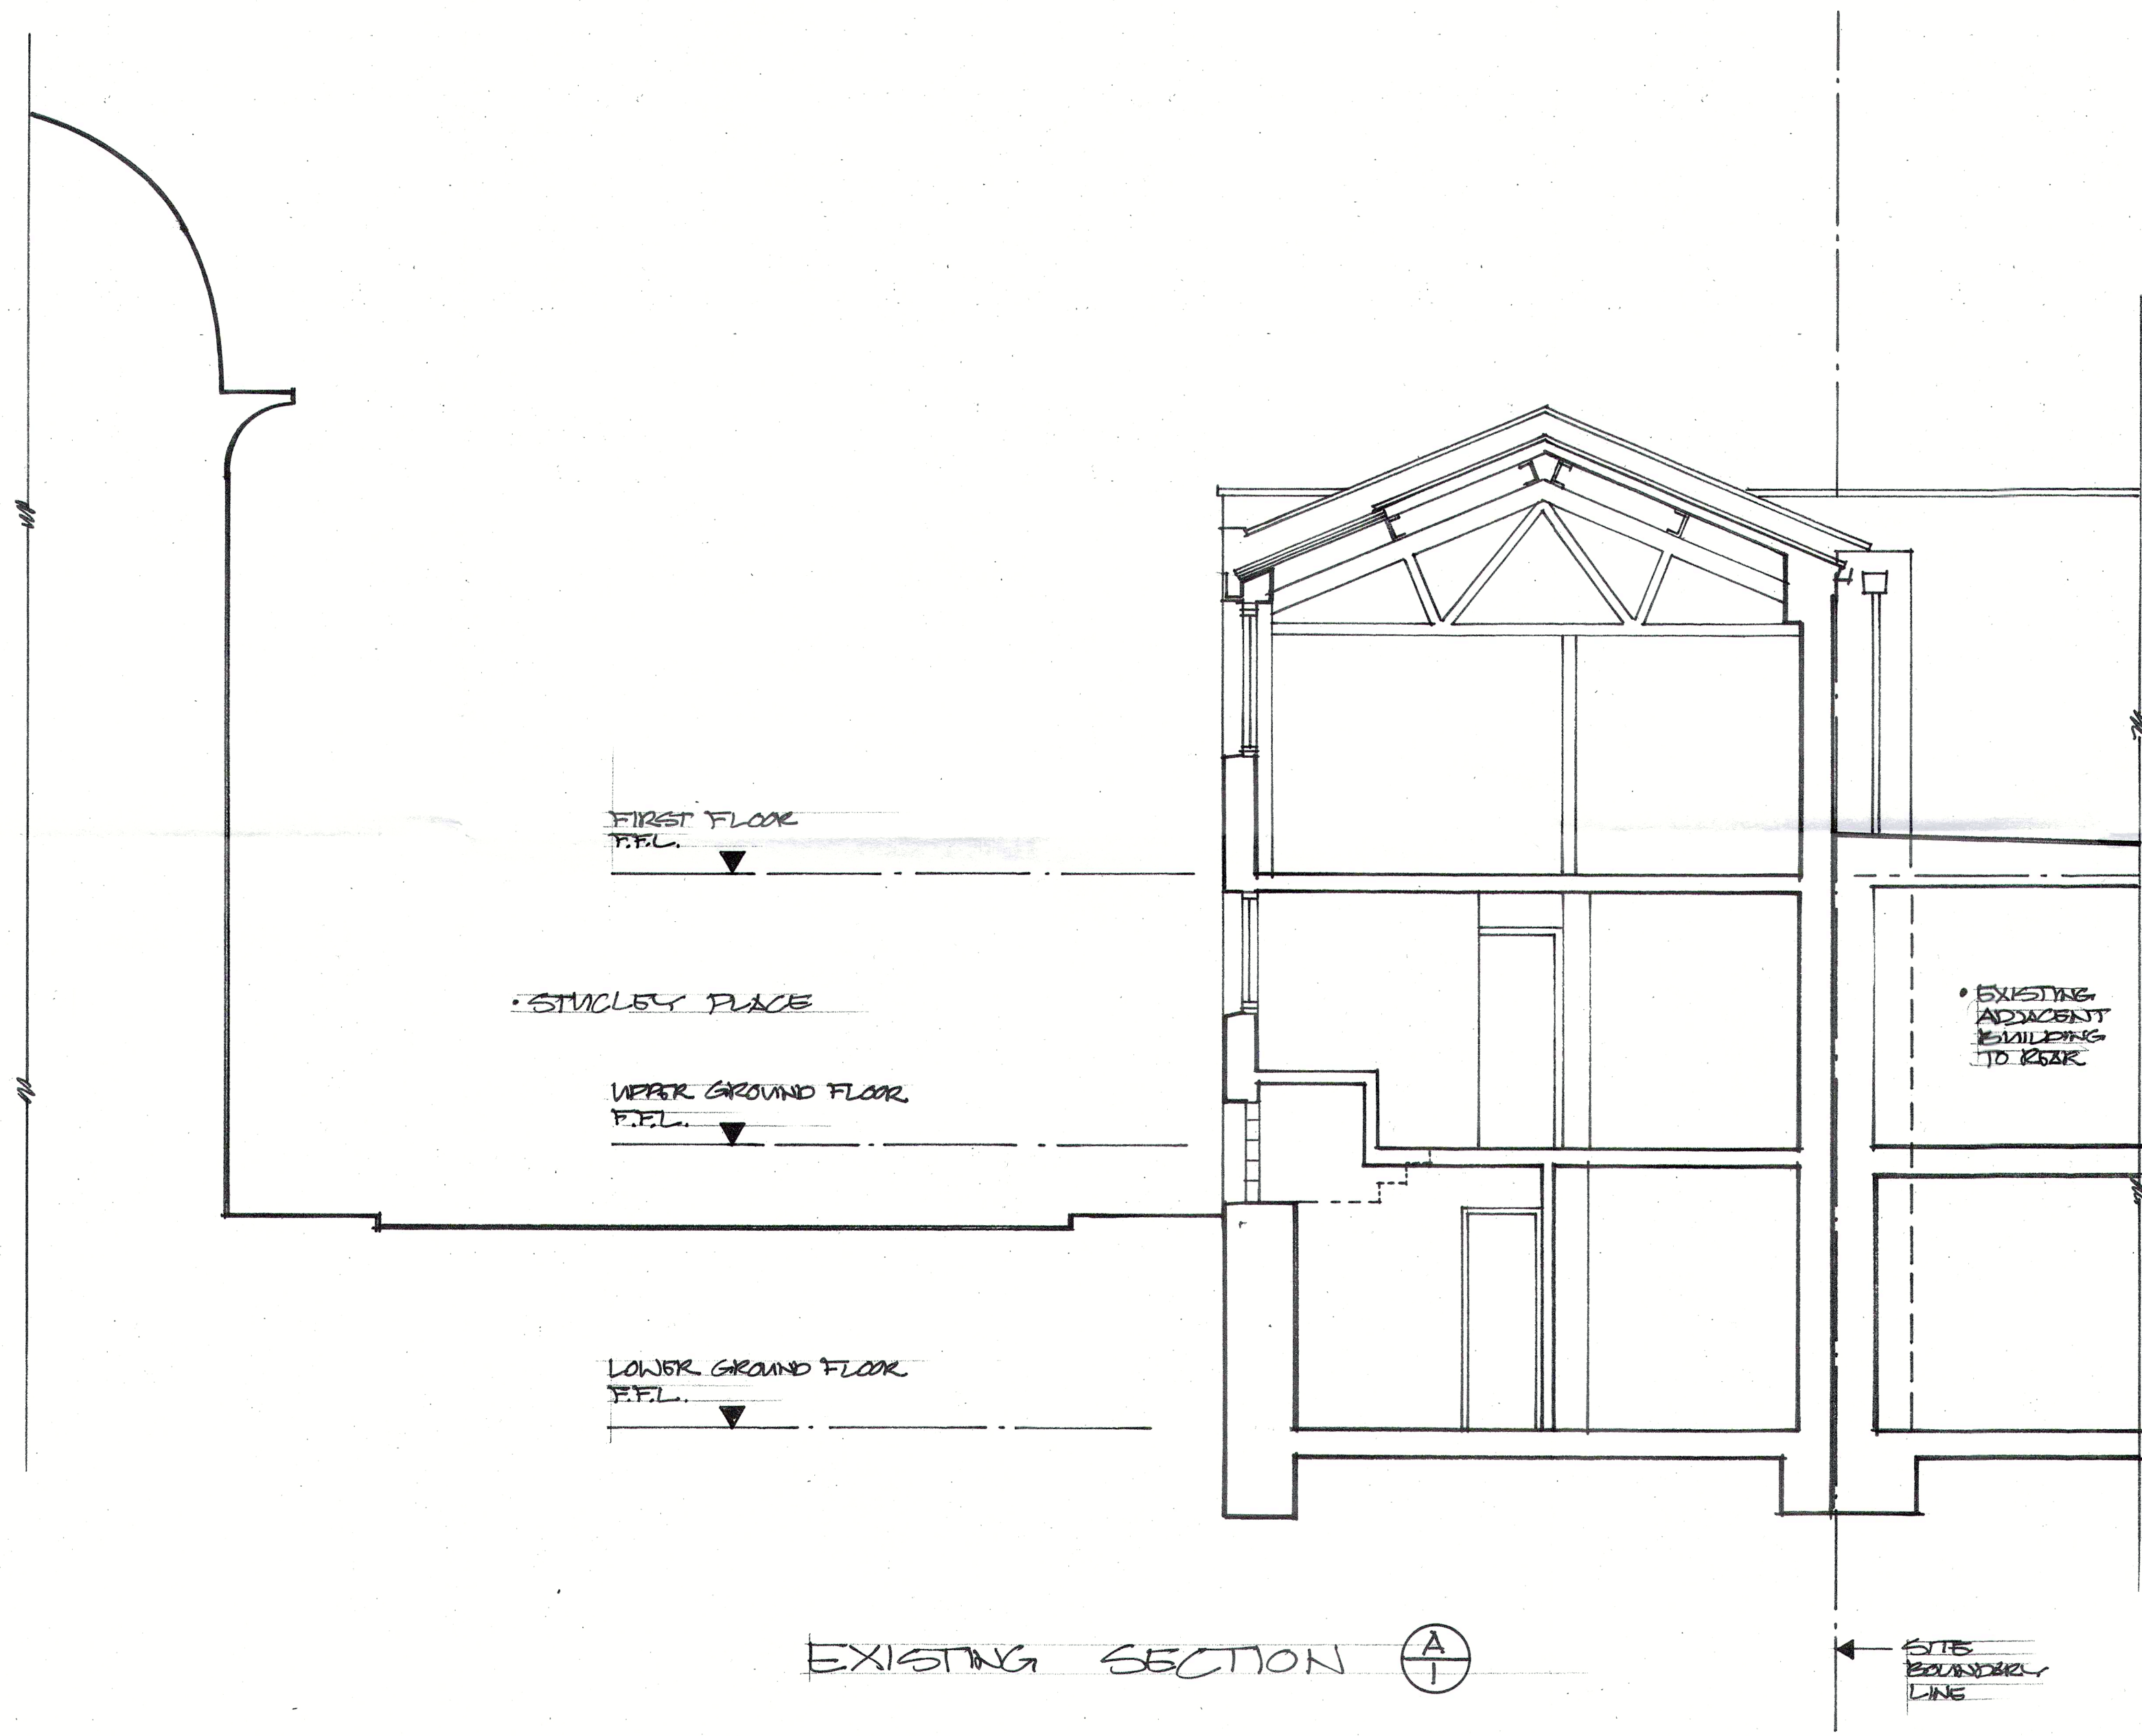 FIRST FLOOR
F.F.L.
• STUCLEY PLACE
UPPER GROUND FLOOR
F.F.L.
LOWER GROUND FLOOR
F.F.L.
• EXISTING
ADJACENT
BUILDING
TO REAR
EXISTING SECTION
A
1
SITE
BOUNDARY
LINE